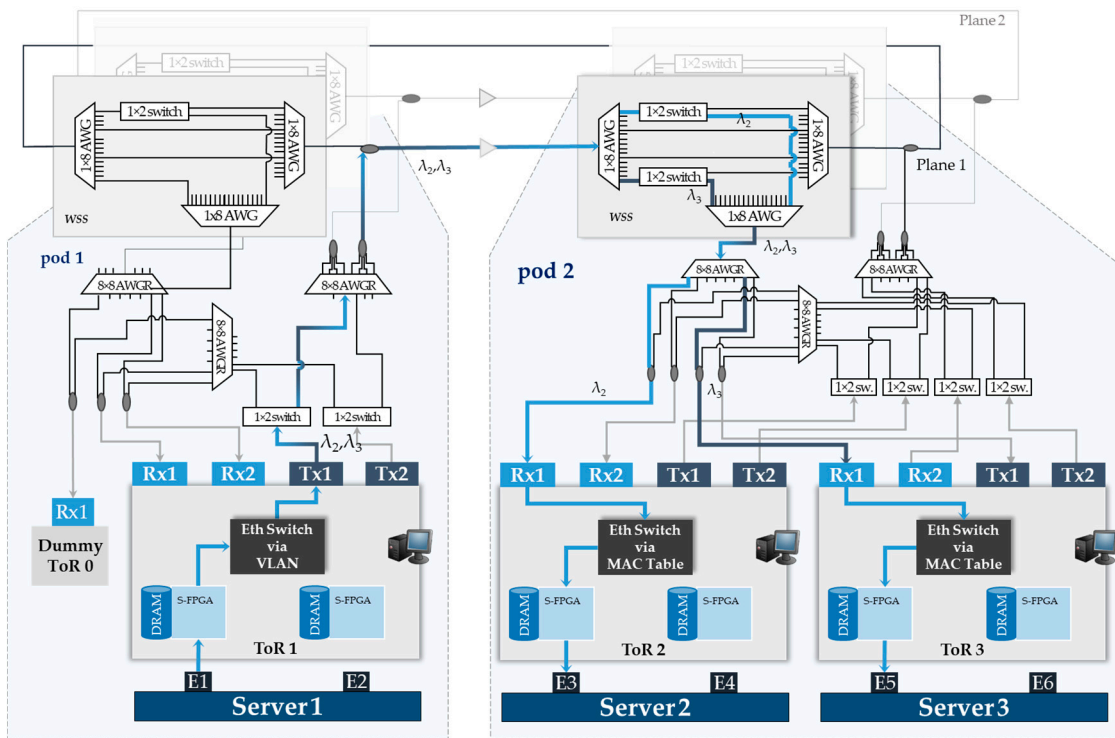 Plane 2
1×2 switch
1×8 AWG
1×2 switch
1×8 AWG
1×2 switch
1×8 AWG
1×8 AWG
1x8 AWG
wss
λ2,λ3
1×2 switch
λ2
1×8 AWG
1×8 AWG
1×2 switch
λ3
1×8 AWG
wss
Plane 1
λ2,λ3
pod 1
8×8 AWGR
8×8 AWGR
8×8 AWGR
1×2 switch
1×2 switch
λ2,λ3
pod 2
8×8 AWGR
8×8 AWGR
8×8 AWGR
1×2 sw.
1×2 sw.
1×2 sw.
1×2 sw.
λ2
λ3
Rx1
Rx2
Tx1
Tx2
Rx1
Rx2
Tx1
Tx2
Rx1
Rx2
Tx1
Tx2
Rx1
Dummy
ToR 0
Eth Switch
via
VLAN
DRAM
S-FPGA
DRAM
S-FPGA
ToR 1
E1
E2
Server1
Eth Switch
via
MAC Table
DRAM
S-FPGA
DRAM
S-FPGA
ToR 2
E3
E4
Server2
Eth Switch
via
MAC Table
DRAM
S-FPGA
DRAM
S-FPGA
ToR 3
E5
E6
Server3